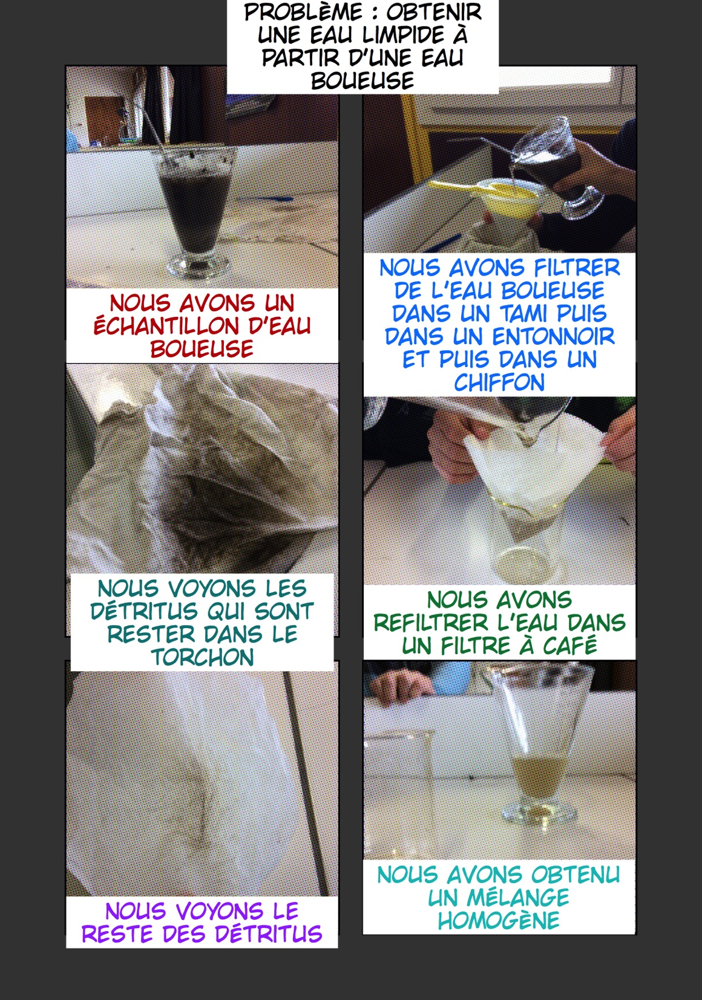 PROBLÈME : OBTENIR
UNE EAU LIMPIDE À
PARTIR D'UNE EAU
BOUEUSE
NOUS AVONS UN
ÉCHANTILLON D'EAU
BOUEUSE
NOUS AVONS FILTRER
DE L'EAU BOUEUSE
DANS UN TAMI PUIS
DANS UN ENTONNOIR
ET PUIS DANS UN
CHIFFON
NOUS VOYONS LES
DÉTRITUS QUI SONT
RESTER DANS LE
TORCHON
NOUS AVONS
REFILTRER L'EAU DANS
UN FILTRE À CAFÉ
NOUS VOYONS LE
RESTE DES DÉTRITUS
NOUS AVONS OBTENU
UN MÉLANGE
HOMOGÈNE